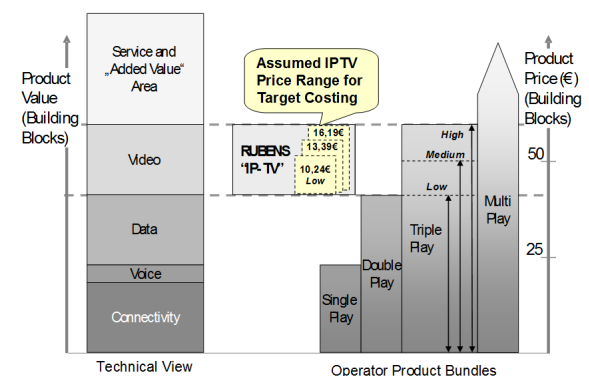 Product
Value
(Building
Blocks)
Service and
„Added Value“
Area
Video
Data
Voice
Connectivity
Technical View
Assumed IPTV
Price Range for
Target Costing
RUBENS
"IP-TV"
16,19€
13,39€
10,24€
Low
Single
Play
Double
Play
Triple
Play
Multi
Play
High
Medium
Low
Operator Product Bundles
Product
Price (€)
(Building
Blocks)
50
25